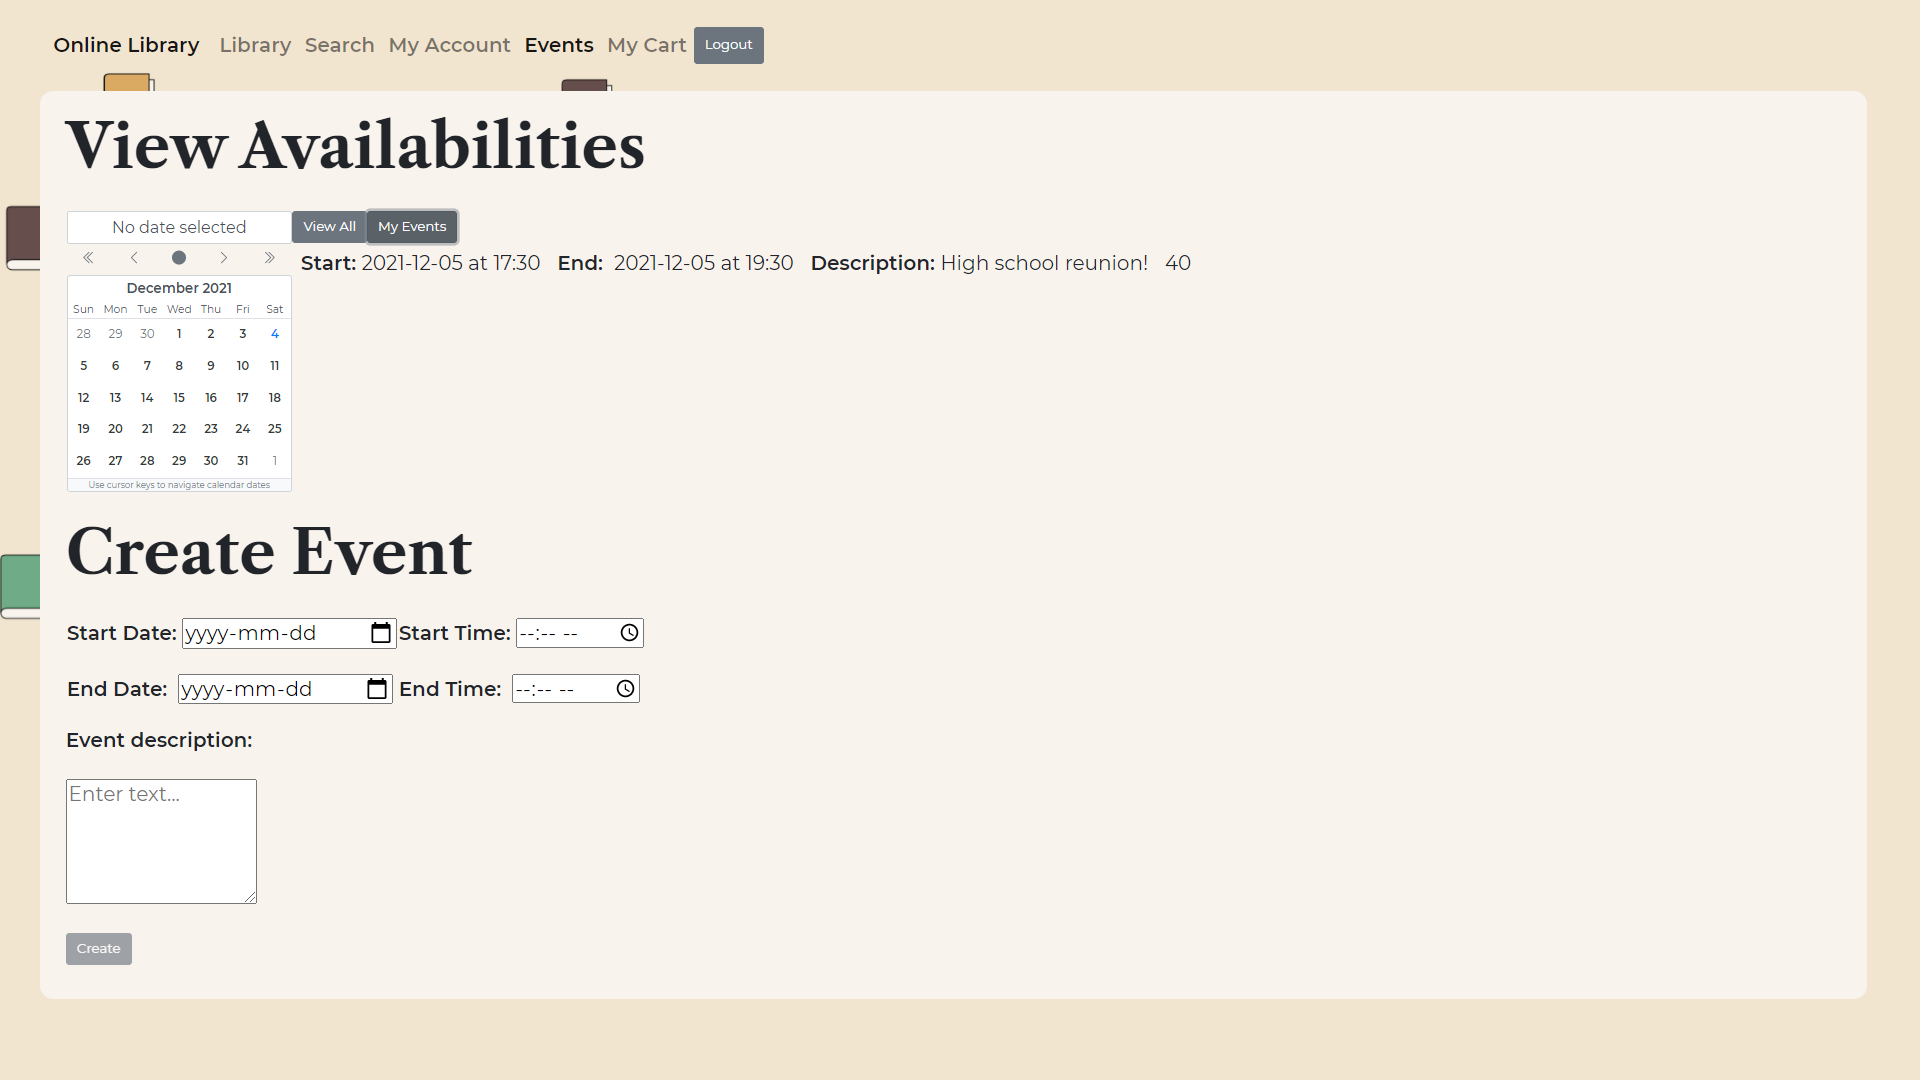 Online Library Library Search My Account Events My Cart Logout
View Availabilities
No date selected View All My Events
Start: 2021-12-05 at 17:30 End: 2021-12-05 at 19:30 Description: High school reunion! 40
December 2021
Sun Mon Tue Wed Thu Fri Sat
28 29 30 1 2 3 4
5 6 7 8 9 10 11
12 13 14 15 16 17 18
19 20 21 22 23 24 25
26 27 28 29 30 31 1
Use cursor keys to navigate calendar dates
Create Event
Start Date: yyyy-mm-dd Start Time: --:-- --
End Date: yyyy-mm-dd End Time: --:-- --
Event description:
Enter text...
Create